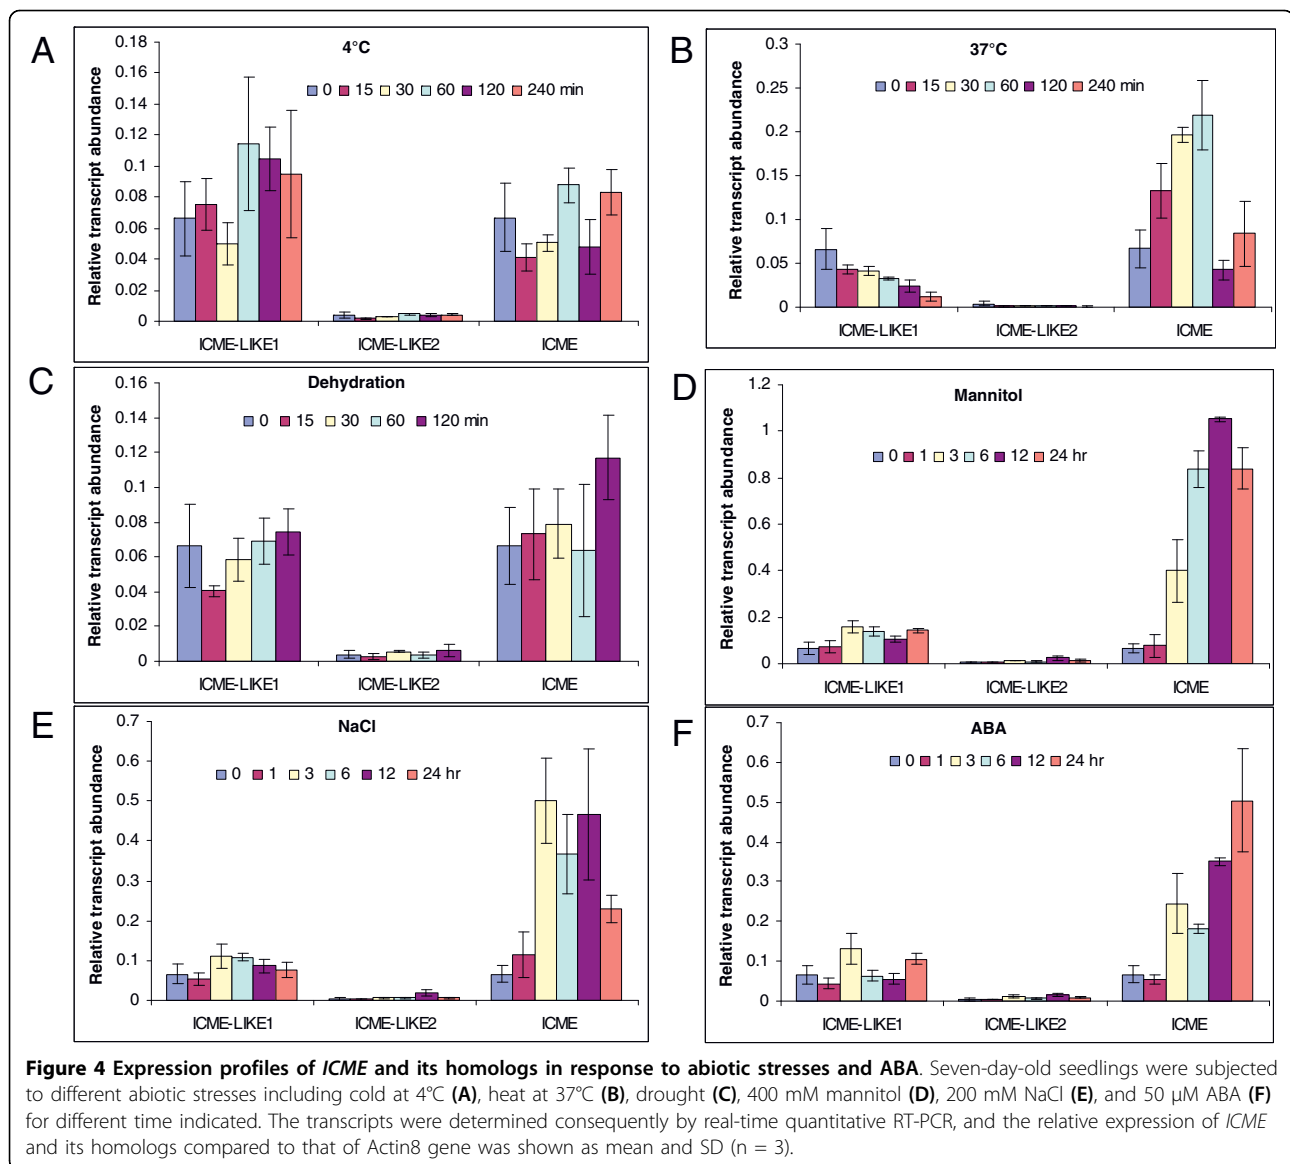 A
4°C
0 15 30 60 120 240 min
Relative transcript abundance
0.18
0.16
0.14
0.12
0.1
0.08
0.06
0.04
0.02
0
ICME-LIKE1 ICME-LIKE2 ICME
B
37°C
0 15 30 60 120 240 min
Relative transcript abundance
0.3
0.25
0.2
0.15
0.1
0.05
0
ICME-LIKE1 ICME-LIKE2 ICME
C
Dehydration
0 15 30 60 120 min
Relative transcript abundance
0.16
0.14
0.12
0.1
0.08
0.06
0.04
0.02
0
ICME-LIKE1 ICME-LIKE2 ICME
D
Mannitol
0 1 3 6 12 24 hr
Relative transcript abundance
1.2
1
0.8
0.6
0.4
0.2
0
ICME-LIKE1 ICME-LIKE2 ICME
E
NaCl
0 1 3 6 12 24 hr
Relative transcript abundance
0.7
0.6
0.5
0.4
0.3
0.2
0.1
0
ICME-LIKE1 ICME-LIKE2 ICME
F
ABA
0 1 3 6 12 24 hr
Relative transcript abundance
0.7
0.6
0.5
0.4
0.3
0.2
0.1
0
ICME-LIKE1 ICME-LIKE2 ICME
Figure 4 Expression profiles of ICME and its homologs in response to abiotic stresses and ABA. Seven-day-old seedlings were subjected
to different abiotic stresses including cold at 4°C (A), heat at 37°C (B), drought (C), 400 mM mannitol (D), 200 mM NaCl (E), and 50 μM ABA (F)
for different time indicated. The transcripts were determined consequently by real-time quantitative RT-PCR, and the relative expression of ICME
and its homologs compared to that of Actin8 gene was shown as mean and SD (n = 3).